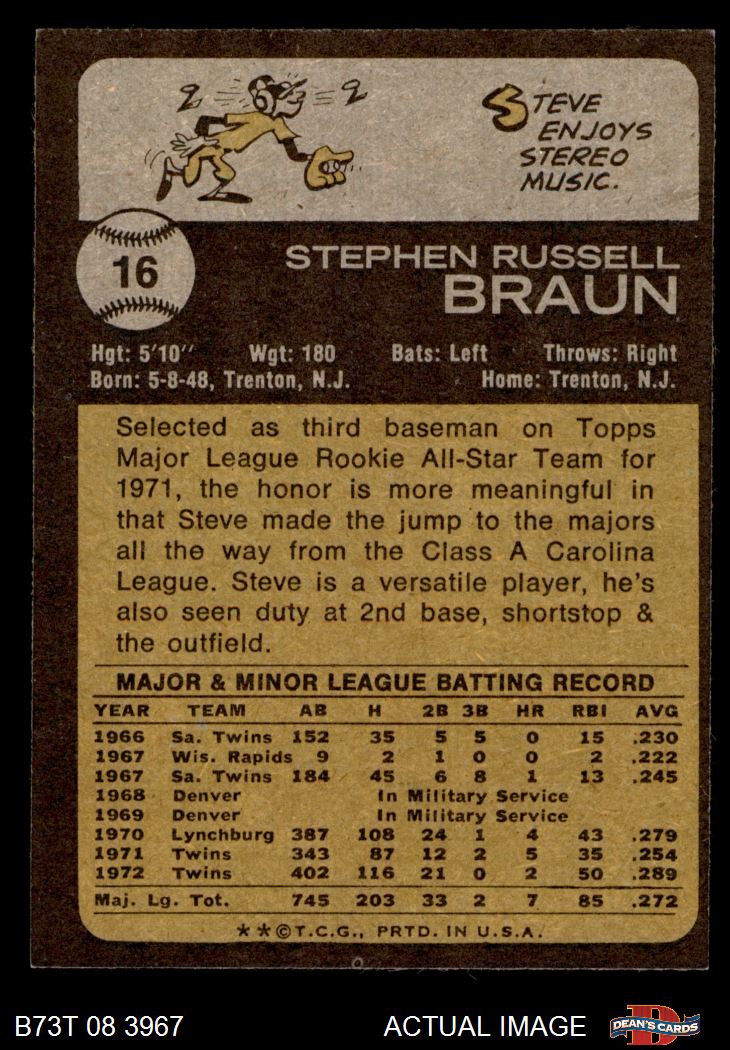 STEVE
ENJOYS
STEREO
MUSIC.
16
STEPHEN RUSSELL
BRAUN
Hgt: 5'10" Wgt: 180 Bats: Left Throws: Right
Born: 5-8-48, Trenton, N.J. Home: Trenton, N.J.
Selected as third baseman on Topps
Major League Rookie All-Star Team for
1971, the honor is more meaningful in
that Steve made the jump to the majors
all the way from the Class A Carolina
League. Steve is a versatile player, he's
also seen duty at 2nd base, shortstop &
the outfield.
MAJOR & MINOR LEAGUE BATTING RECORD
YEAR TEAM AB H 2B 3B HR RBI AVG
1966 Sa. Twins 152 35 5 5 0 15 .230
1967 Wis. Rapids 9 2 1 0 0 2 .222
1967 Sa. Twins 184 45 6 8 1 13 .245
1968 Denver In Military Service
1969 Denver In Military Service
1970 Lynchburg 387 108 24 1 4 43 .279
1971 Twins 343 87 12 2 5 35 .254
1972 Twins 402 116 21 0 2 50 .289
Maj. Lg. Tot. 745 203 33 2 7 85 .272
**©T.C.G., PRTD. IN U.S.A.
B73T 08 3967 ACTUAL IMAGE DEAN'S CARDS